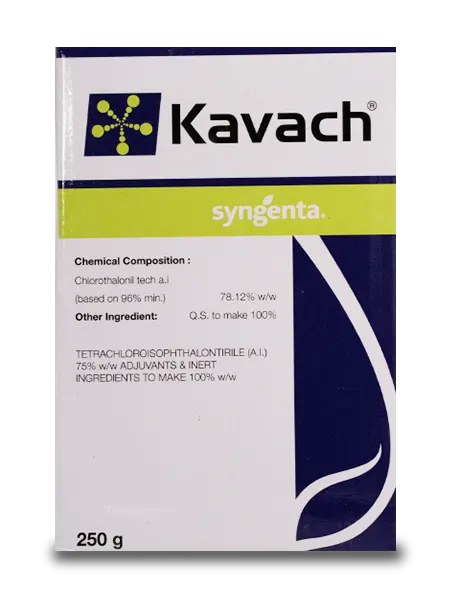 Kavach®
syngenta.
Chemical Composition :
Chlorothalonil tech a.i
(based on 96% min.) 78.12% w/w
Other Ingredient: Q.S. to make 100%
TETRACHLOROISOPHTHALONTIRILE (A.I.)
75% w/w ADJUVANTS & INERT
INGREDIENTS TO MAKE 100% w/w
250 g